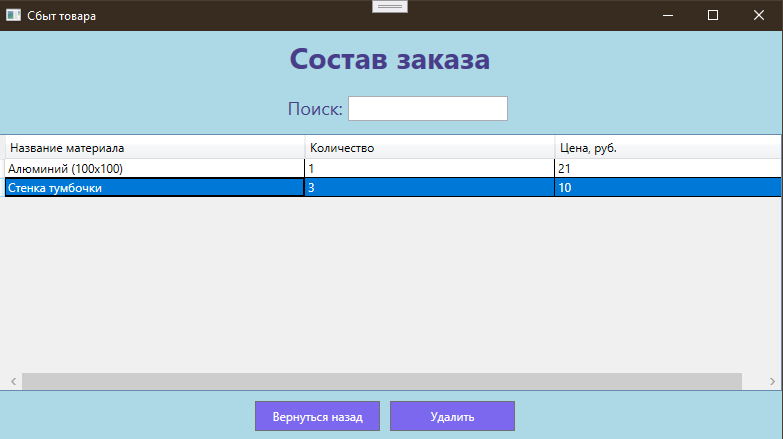 Сбыт товара
Состав заказа
Поиск:
Название материала Количество Цена, руб.
Алюминий (100x100) 1 21
Стенка тумбочки 3 10
Вернуться назад Удалить